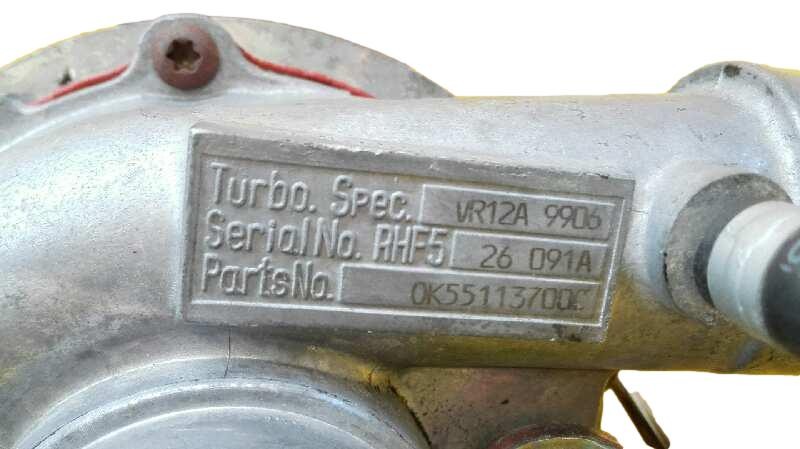 Turbo. Spec. VR12A 9906
Serial No. RHF5 26 091A
Parts No. 0K55113700C